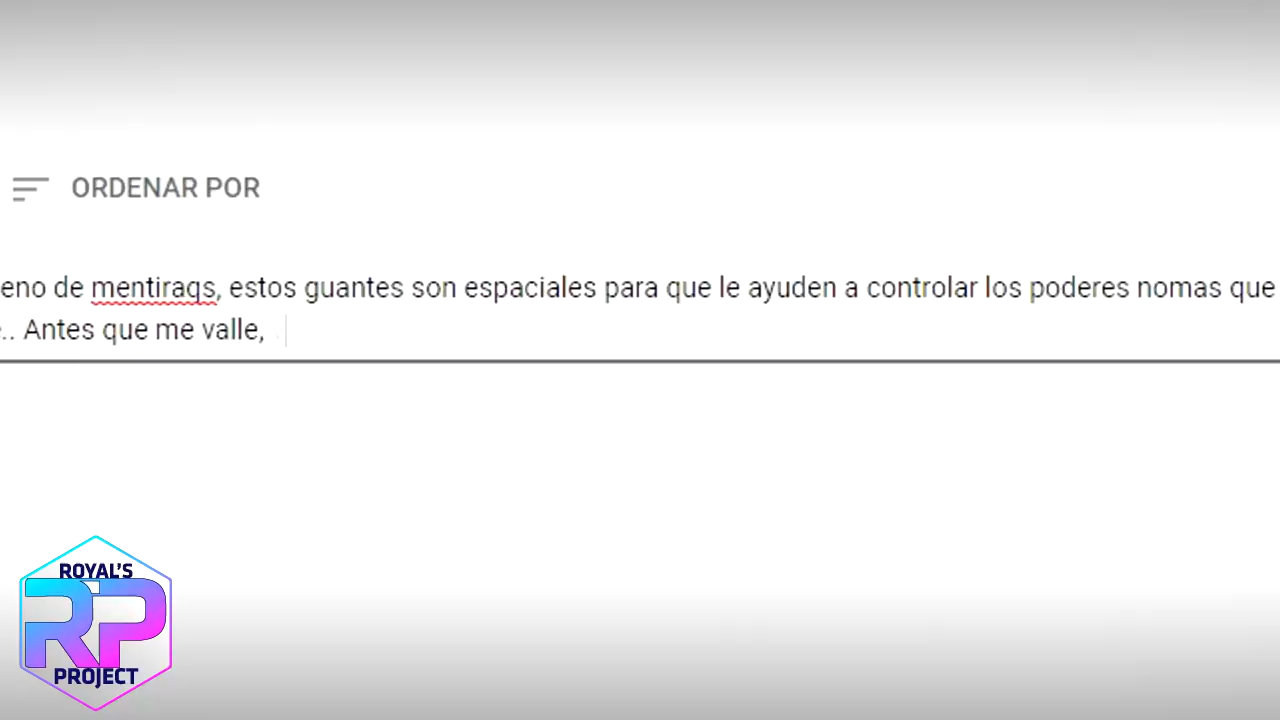 ORDENAR POR
eno de mentiraqs, estos guantes son espaciales para que le ayuden a controlar los poderes nomas que
.. Antes que me valle,
ROYAL'S
RP
PROJECT